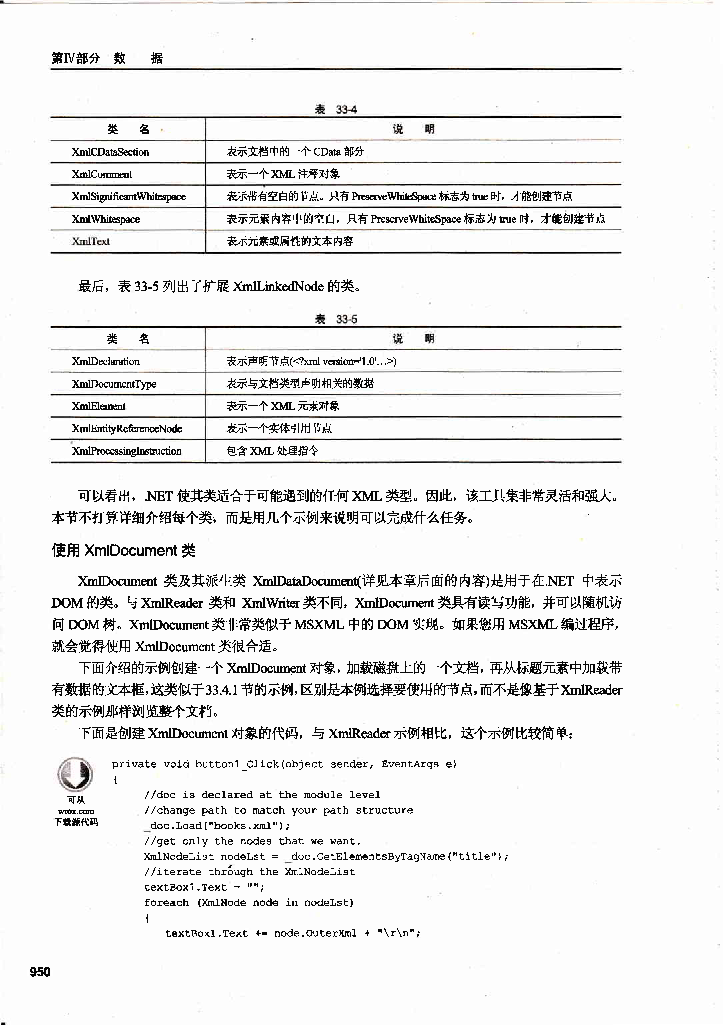 第Ⅳ部分 数 据
表 33-4
类 名 说 明
XmlCDataSection 表示文档中的一个 CData 部分
XmlComment 表示一个 XML 注释对象
XmlSignificantWhitespace 表示带有空白的节点。只有 PreserveWhiteSpace 标志为 true 时，才能创建节点
XmlWhitespace 表示元素内容中的空白，只有 PreserveWhiteSpace 标志为 true 时，才能创建节点
XmlText 表示元素或属性的文本内容
最后，表 33-5 列出了扩展 XmlLinkedNode 的类。
表 33-5
类 名 说 明
XmlDeclaration 表示声明节点(<?xml version='1.0'...>)
XmlDocumentType 表示与文档类型声明相关的数据
XmlElement 表示一个 XML 元素对象
XmlEntityReferenceNode 表示一个实体引用节点
XmlProcessingInstruction 包含 XML 处理指令
可以看出，.NET 使其类适合于可能遇到的任何 XML 类型。因此，该工具集非常灵活和强大。
本节不打算详细介绍每个类，而是用几个示例来说明可以完成什么任务。
使用 XmlDocument 类
XmlDocument 类及其派生类 XmlDataDocument(详见本章后面的内容)是用于在.NET 中表示
DOM 的类。与 XmlReader 类和 XmlWriter 类不同，XmlDocument 类具有读写功能，并可以随机访
问 DOM 树。XmlDocument 类非常类似于 MSXML 中的 DOM 实现。如果您用 MSXML 编过程序，
就会觉得使用 XmlDocument 类很合适。
下面介绍的示例创建一个 XmlDocument 对象，加载磁盘上的一个文档，再从标题元素中加载带
有数据的文本框，这类似于 33.4.1 节的示例，区别是本例选择要使用的节点，而不是像基于 XmlReader
类的示例那样浏览整个文档。
下面是创建 XmlDocument 对象的代码，与 XmlReader 示例相比，这个示例比较简单：
可从
wrox.com
下载源代码
private void button1_Click(object sender, EventArgs e)
{
//doc is declared at the module level
//change path to match your path structure
_doc.Load("books.xml");
//get only the nodes that we want.
XmlNodeList nodeLst = _doc.GetElementsByTagName("title");
//iterate through the XmlNodeList
textBox1.Text = "";
foreach (XmlNode node in nodeLst)
{
textBox1.Text += node.OuterXml + "\r\n";
950